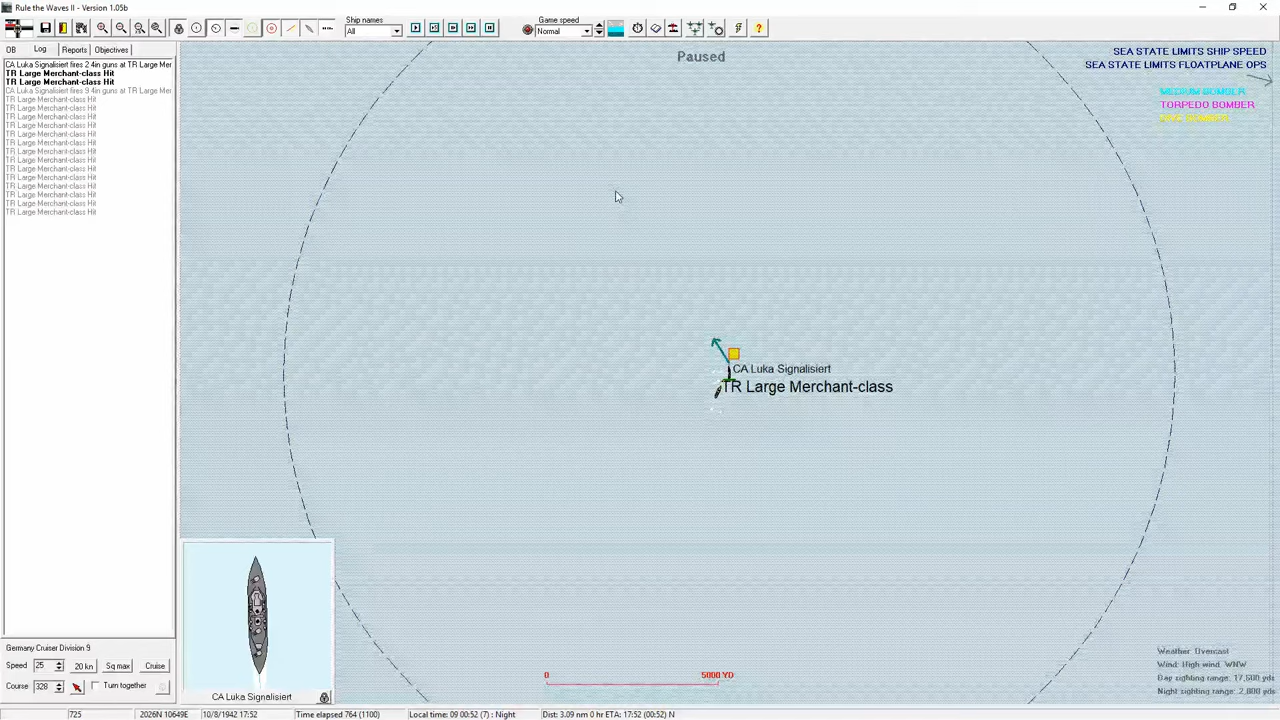 Rule the Waves II - Version 1.05b
Ship names
All
Game speed
Normal
OB Log Reports Objectives
CA Luka Signalisiert fires 2 4in guns at TR Large Mer
TR Large Merchant-class Hit
TR Large Merchant-class Hit
CA Luka Signalisiert fires 9 4in guns at TR Large Mer
TR Large Merchant-class Hit
TR Large Merchant-class Hit
TR Large Merchant-class Hit
TR Large Merchant-class Hit
TR Large Merchant-class Hit
TR Large Merchant-class Hit
TR Large Merchant-class Hit
TR Large Merchant-class Hit
TR Large Merchant-class Hit
TR Large Merchant-class Hit
TR Large Merchant-class Hit
TR Large Merchant-class Hit
TR Large Merchant-class Hit
TR Large Merchant-class Hit
Paused
SEA STATE LIMITS SHIP SPEED
SEA STATE LIMITS FLOATPLANE OPS
MEDIUM BOMBER
TORPEDO BOMBER
DIVE BOMBER
CA Luka Signalisiert
TR Large Merchant-class
0 5000 YD
Weather: Overcast
Wind: High wind, WNW
Day sighting range: 17,500 yds
Night sighting range: 2,800 yds
CA Luka Signalisiert
Germany Cruiser Division 9
Speed 25 20 kn Sq max Cruise
Course 328 Turn together
725 2026N 10649E 10/8/1942 17:52 Time elapsed 764 (1100) Local time: 09 00:52 (7) : Night Dist: 3.09 nm 0 hr ETA: 17:52 (00:52) N